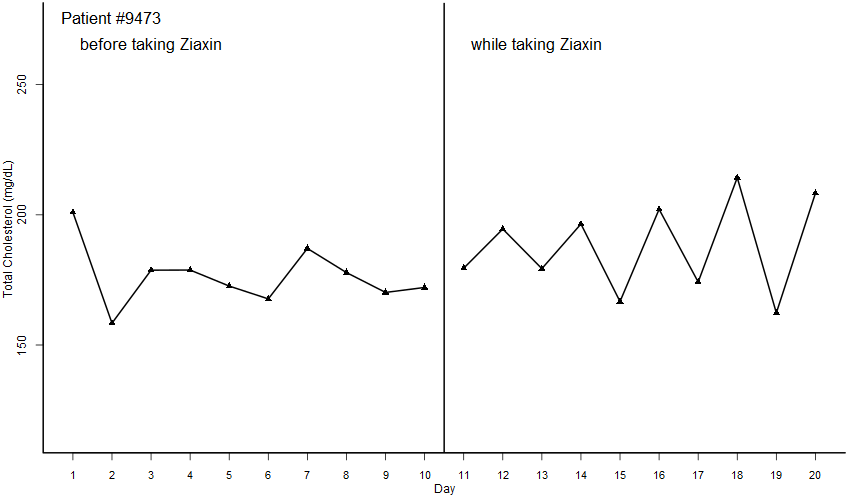 Patient #9473
before taking Ziaxin
while taking Ziaxin
Total Cholesterol (mg/dL)
250
200
150
1 2 3 4 5 6 7 8 9 10 11 12 13 14 15 16 17 18 19 20
Day